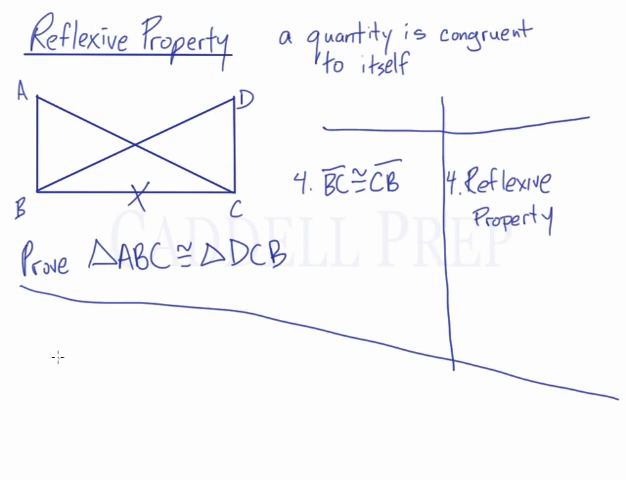 Reflexive Property
a quantity is congruent
to itself
A
D
B
C
4. BC ≅ CB
4. Reflexive
Property
CADDELL PREP
Prove △ABC ≅ △DCB